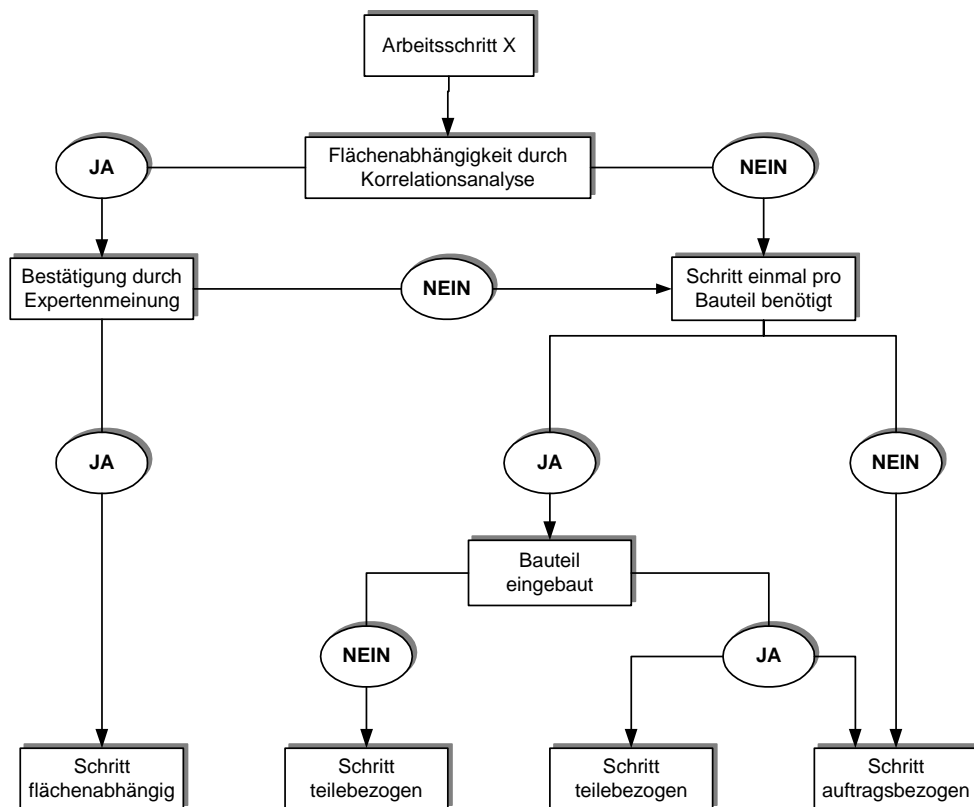 Arbeitsschritt X
Flächenabhängigkeit durch
Korrelationsanalyse
JA
NEIN
Bestätigung durch
Expertenmeinung
NEIN
Schritt einmal pro
Bauteil benötigt
JA
JA
NEIN
Bauteil
eingebaut
NEIN
JA
Schritt
flächenabhängig
Schritt
teilebezogen
Schritt
teilebezogen
Schritt
auftragsbezogen